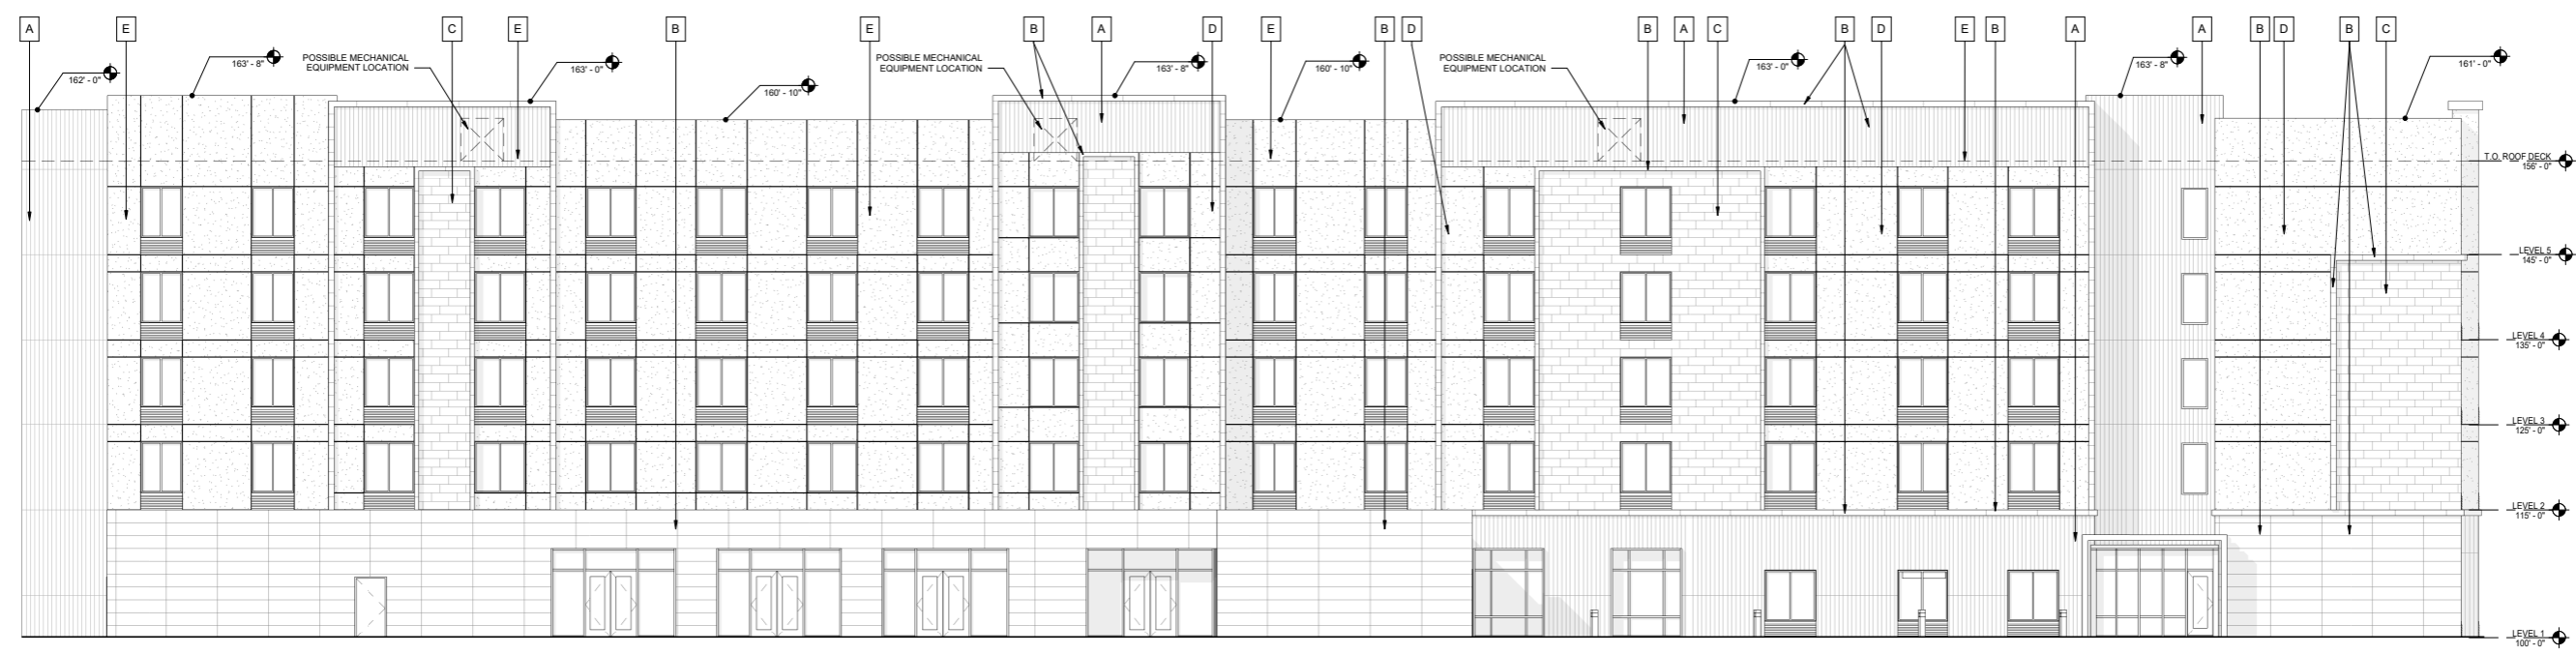 A
E
C
E
B
E
B
A
D
E
B
D
B
A
C
B
D
E
B
A
A
B
D
B
C
162' - 0"
163' - 8"
POSSIBLE MECHANICAL
EQUIPMENT LOCATION
163' - 0"
160' - 10"
POSSIBLE MECHANICAL
EQUIPMENT LOCATION
163' - 8"
160' - 10"
POSSIBLE MECHANICAL
EQUIPMENT LOCATION
163' - 0"
163' - 8"
161' - 0"
T.O. ROOF DECK
156' - 0"
LEVEL 5
145' - 0"
LEVEL 4
135' - 0"
LEVEL 3
125' - 0"
LEVEL 2
115' - 0"
LEVEL 1
100' - 0"